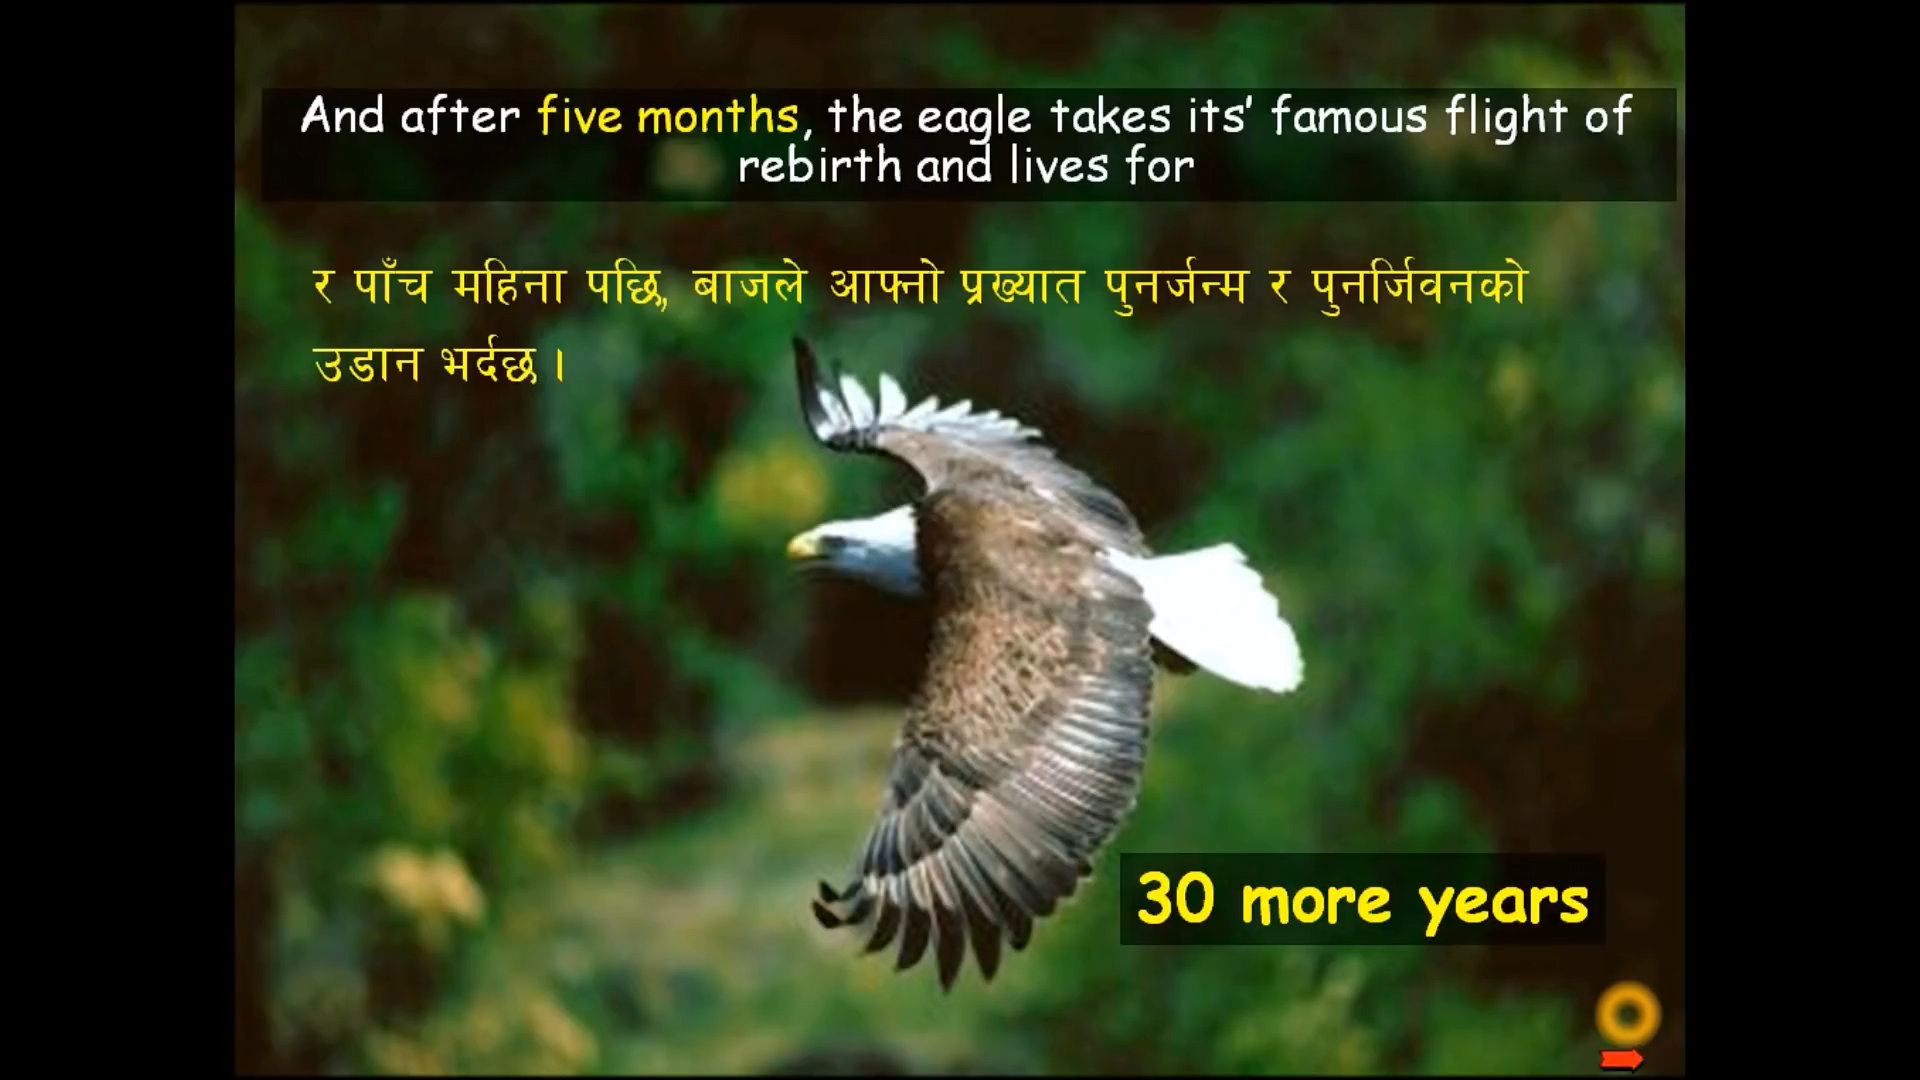 And after five months, the eagle takes its’ famous flight of
rebirth and lives for
र पाँच महिना पछि, बाजले आफ्नो प्रख्यात पुनर्जन्म र पुनर्जिवनको
उडान भर्दछ ।
30 more years